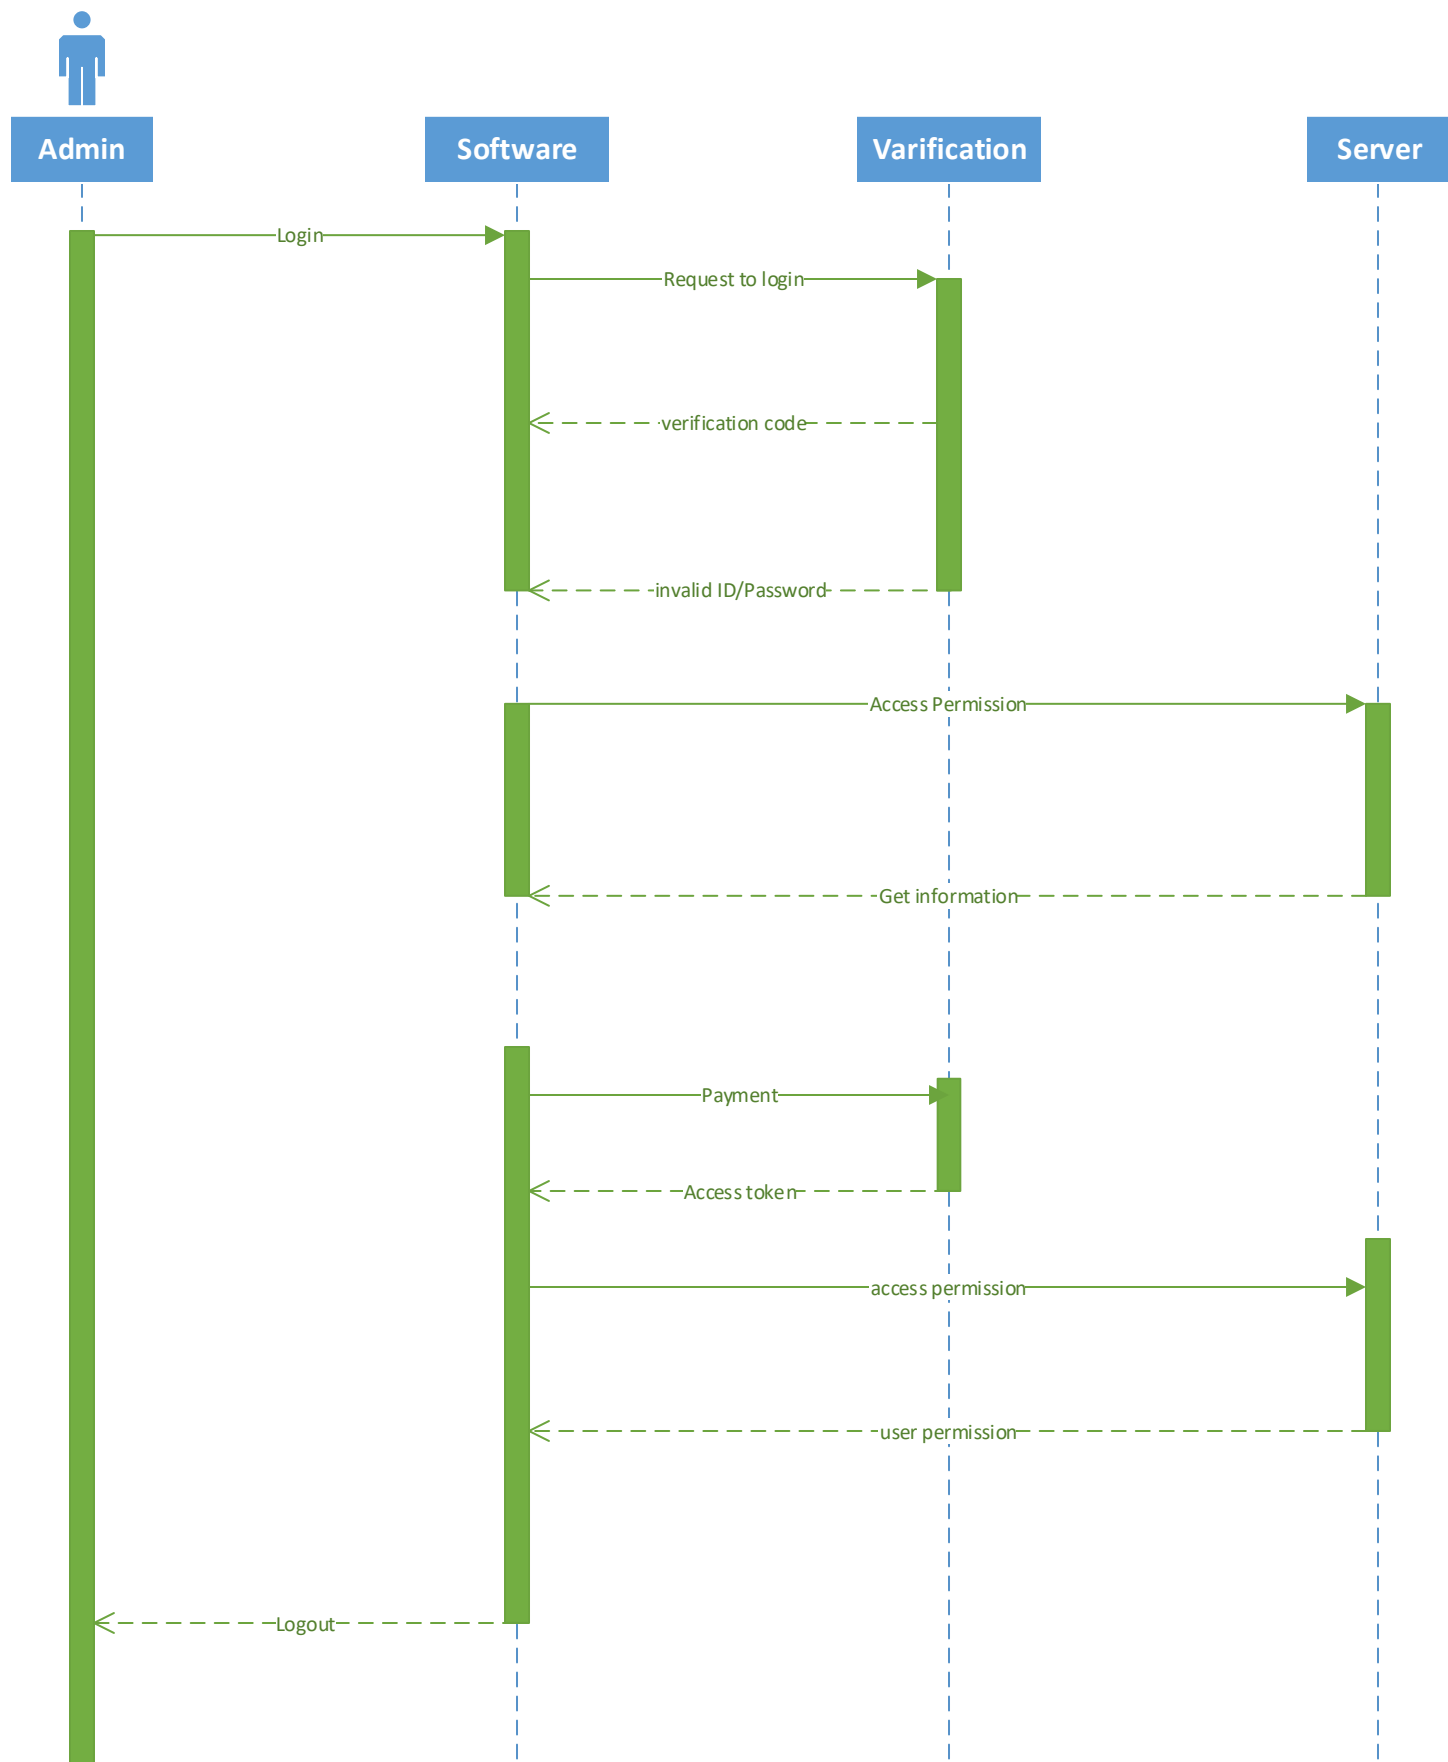 Admin
Software
Varification
Server
Login
Request to login
verification code
invalid ID/Password
Access Permission
Get information
Payment
Access token
access permission
user permission
Logout